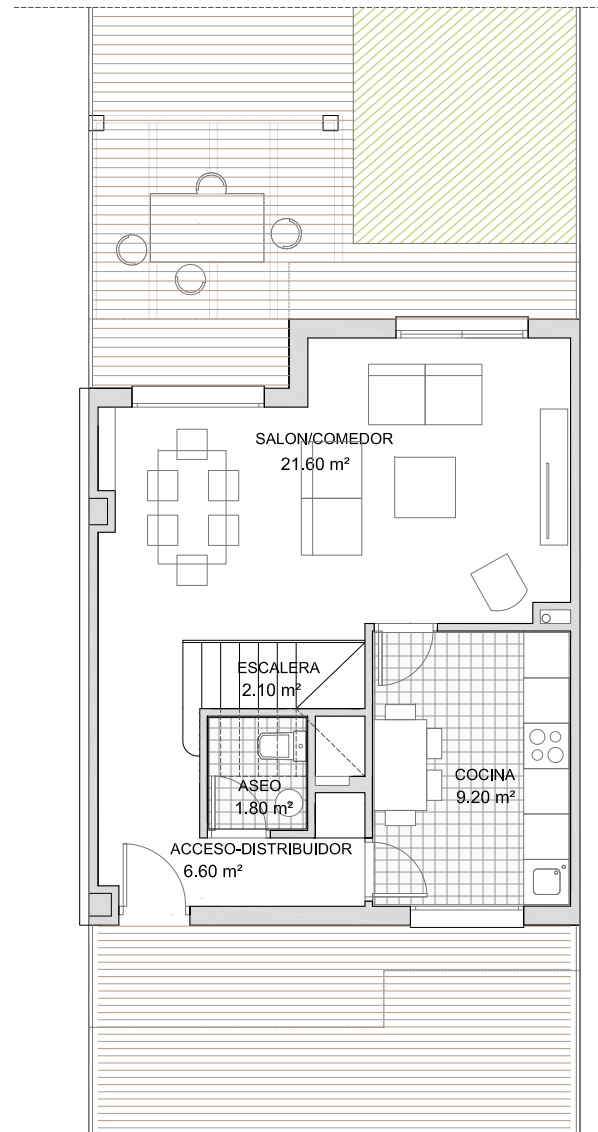 SALON/COMEDOR
21.60 m²
ESCALERA
2.10 m²
ASEO
1.80 m²
COCINA
9.20 m²
ACCESO-DISTRIBUIDOR
6.60 m²